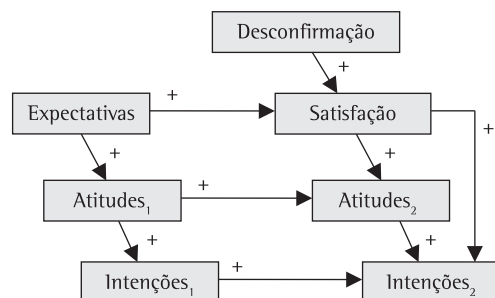 Desconfirmação
+
+
Expectativas
Satisfação
+
+
+
Atitudes₁
+
Atitudes₂
+
+
Intenções₁
+
Intenções₂